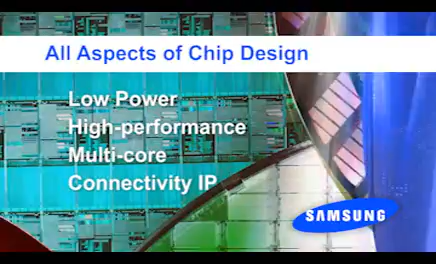 All Aspects of Chip Design
Low Power
High-performance
Multi-core
Connectivity IP
SAMSUNG